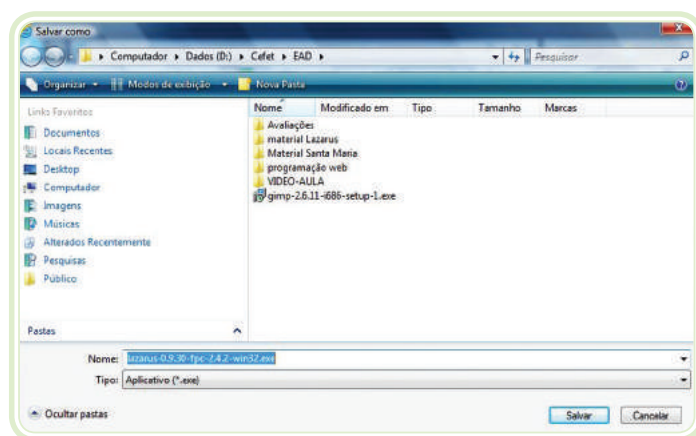 Salvar como
Computador ▸ Dados (D:) ▸ Cefet ▸ EAD ▸
Pesquisar
Organizar
Modos de exibição
Nova Pasta
Links Favoritos
Nome Modificado em Tipo Tamanho Marcas
Documentos
Locais Recentes
Desktop
Computador
Imagens
Músicas
Alterados Recentemente
Pesquisas
Público
Avaliações
material Lazarus
Material Santa Maria
programação web
VIDEO-AULA
gimp-2.6.11-i686-setup-1.exe
Pastas
Nome: lazarus-0.9.30-fpc-2.4.2-win32.exe
Tipo: Aplicativo (*.exe)
Ocultar pastas
Salvar
Cancelar